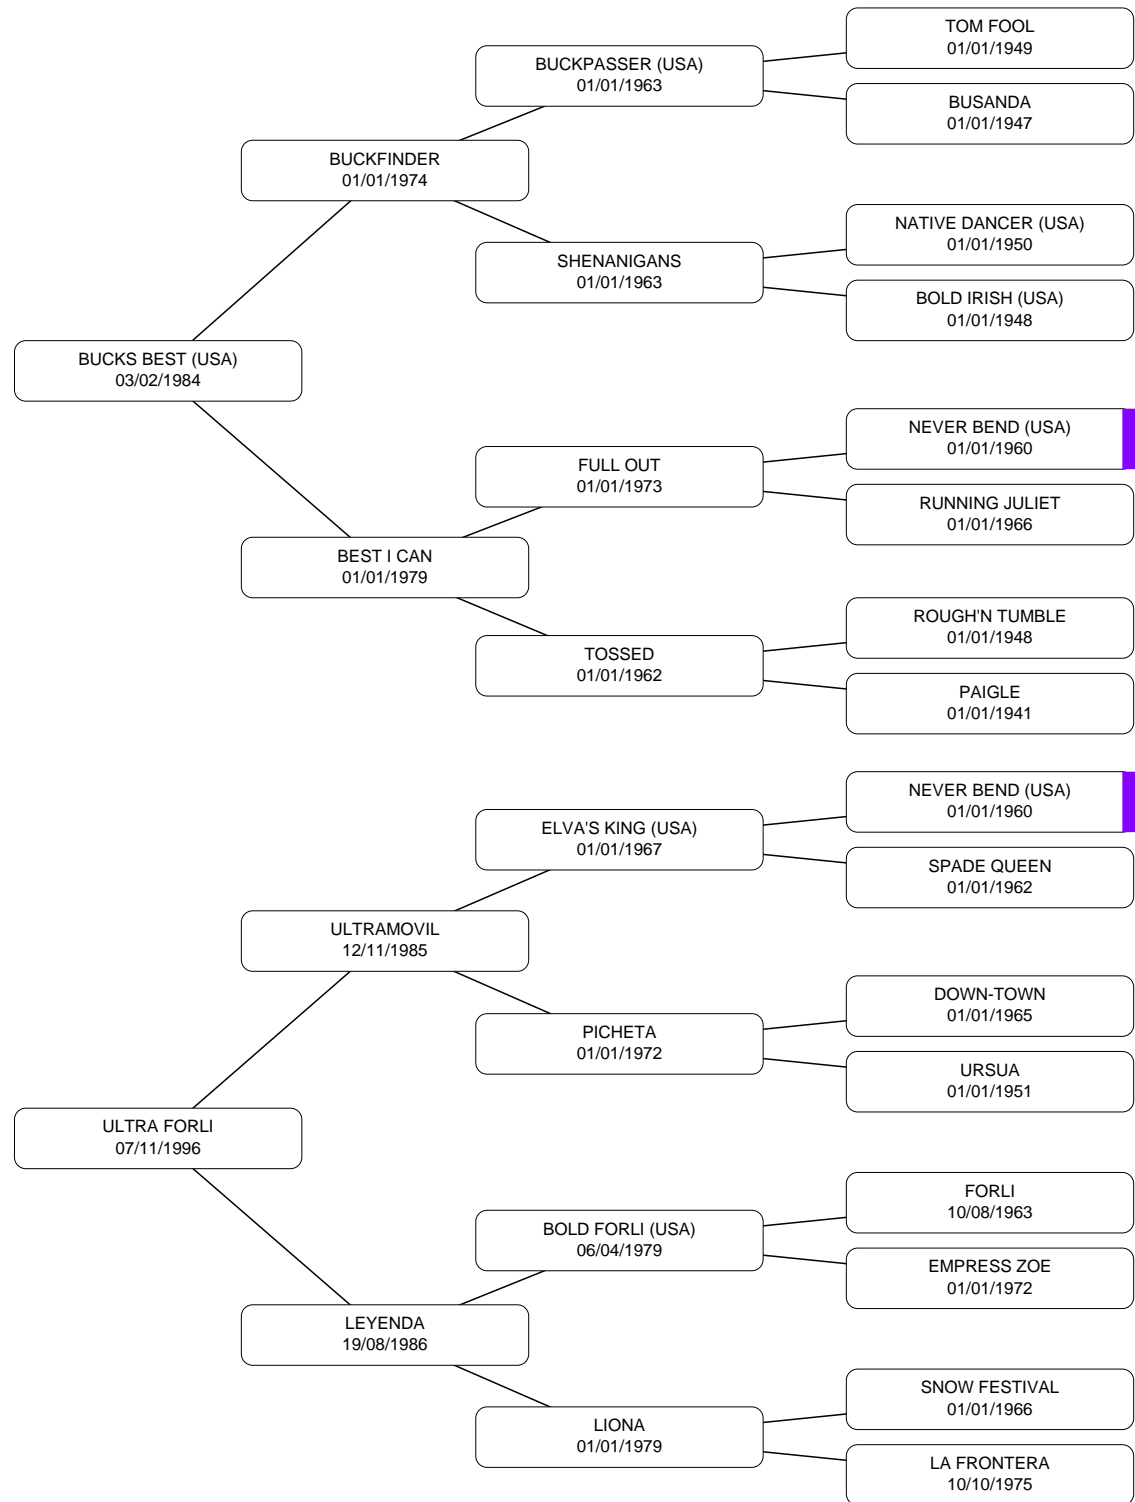 TOM FOOL
01/01/1949
BUCKPASSER (USA)
01/01/1963
BUSANDA
01/01/1947
BUCKFINDER
01/01/1974
NATIVE DANCER (USA)
01/01/1950
SHENANIGANS
01/01/1963
BOLD IRISH (USA)
01/01/1948
BUCKS BEST (USA)
03/02/1984
NEVER BEND (USA)
01/01/1960
FULL OUT
01/01/1973
RUNNING JULIET
01/01/1966
BEST I CAN
01/01/1979
ROUGH'N TUMBLE
01/01/1948
TOSSED
01/01/1962
PAIGLE
01/01/1941
NEVER BEND (USA)
01/01/1960
ELVA'S KING (USA)
01/01/1967
SPADE QUEEN
01/01/1962
ULTRAMOVIL
12/11/1985
DOWN-TOWN
01/01/1965
PICHETA
01/01/1972
URSUA
01/01/1951
ULTRA FORLI
07/11/1996
FORLI
10/08/1963
BOLD FORLI (USA)
06/04/1979
EMPRESS ZOE
01/01/1972
LEYENDA
19/08/1986
SNOW FESTIVAL
01/01/1966
LIONA
01/01/1979
LA FRONTERA
10/10/1975